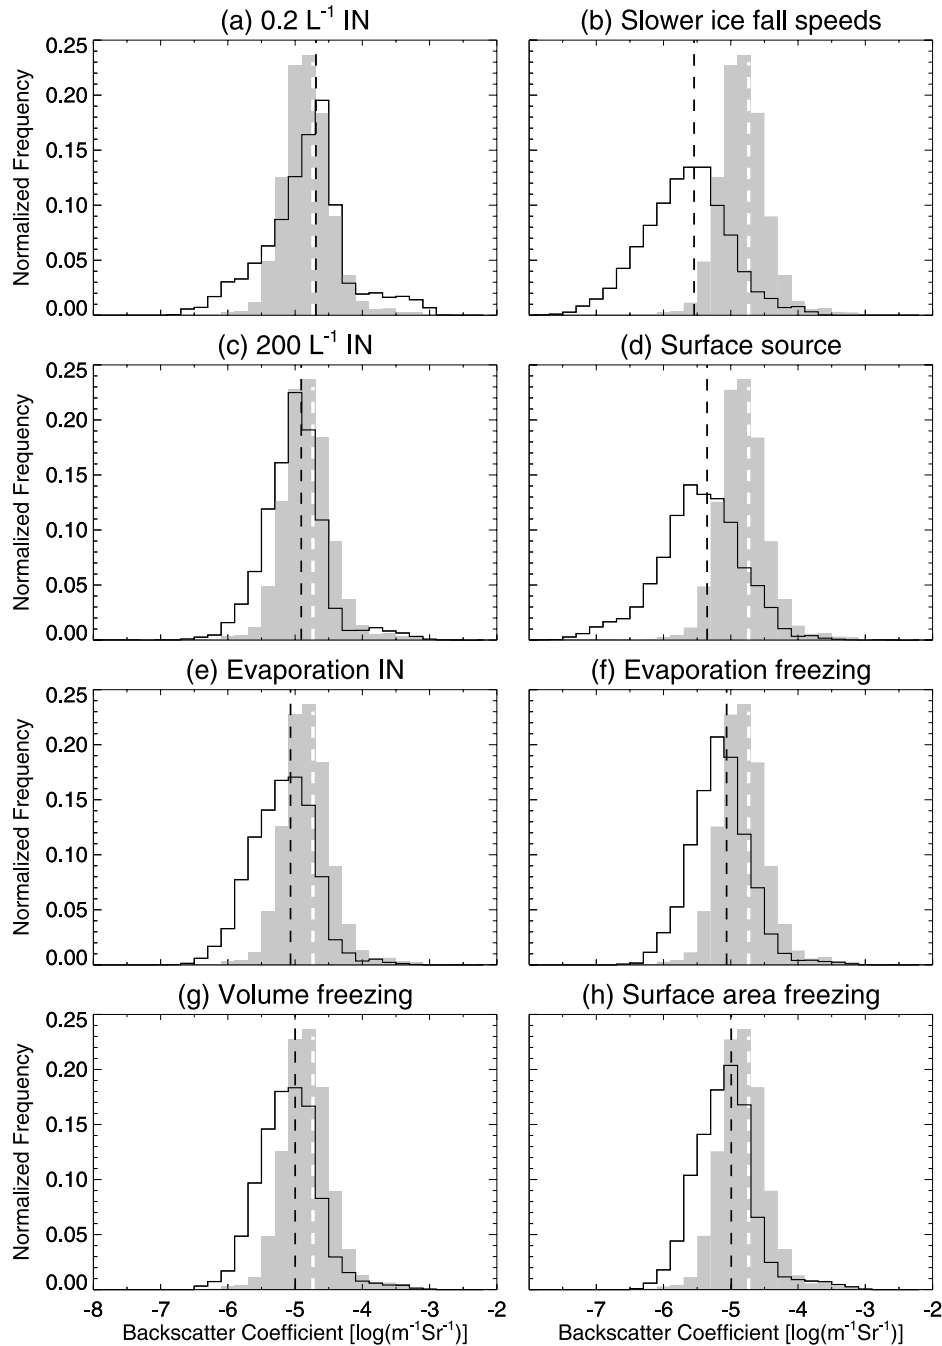 (a) 0.2 L⁻¹ IN
(b) Slower ice fall speeds
0.25
0.20
0.15
0.10
0.05
0.00
Normalized Frequency
(c) 200 L⁻¹ IN
(d) Surface source
0.25
0.20
0.15
0.10
0.05
0.00
Normalized Frequency
(e) Evaporation IN
(f) Evaporation freezing
0.25
0.20
0.15
0.10
0.05
0.00
Normalized Frequency
(g) Volume freezing
(h) Surface area freezing
0.25
0.20
0.15
0.10
0.05
0.00
Normalized Frequency
-8 -7 -6 -5 -4 -3 -2
-7 -6 -5 -4 -3 -2
Backscatter Coefficient [log(m⁻¹Sr⁻¹)]
Backscatter Coefficient [log(m⁻¹Sr⁻¹)]